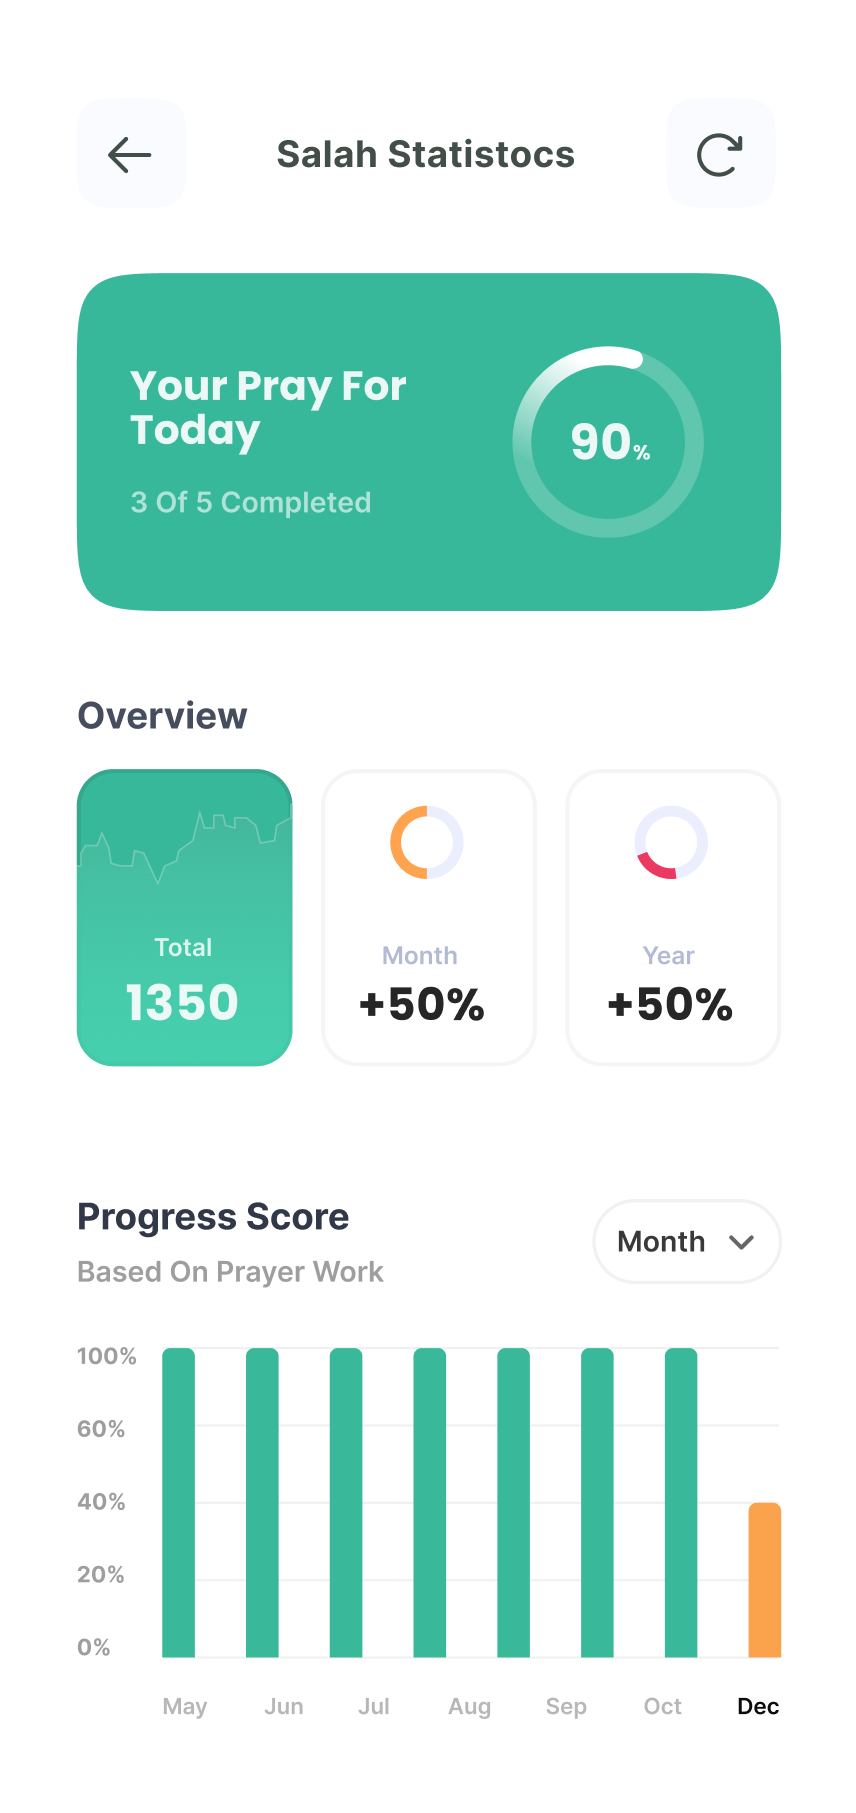 Salah Statistocs
Your Pray For
Today
3 Of 5 Completed
90%
Overview
Total
1350
Month
+50%
Year
+50%
Progress Score
Based On Prayer Work
Month
100%
60%
40%
20%
0%
May Jun Jul Aug Sep Oct Dec